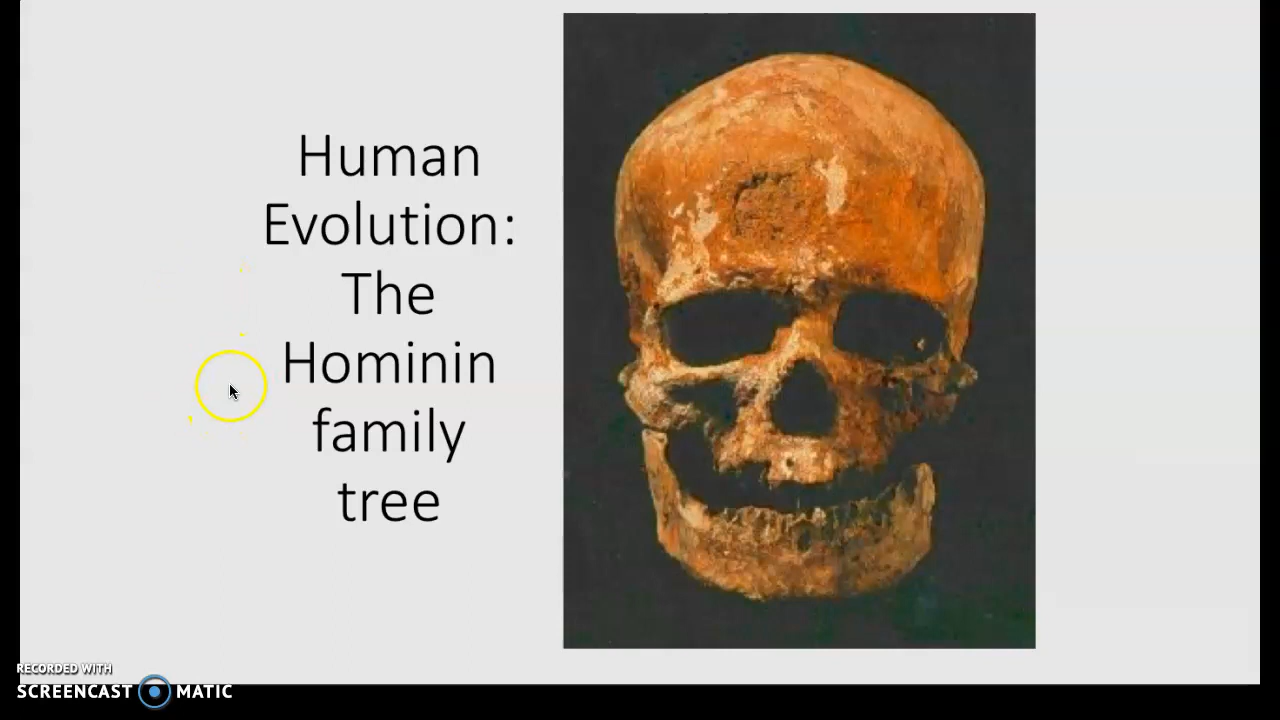 Human
Evolution:
The
Hominin
family
tree
RECORDED WITH
SCREENCAST MATIC